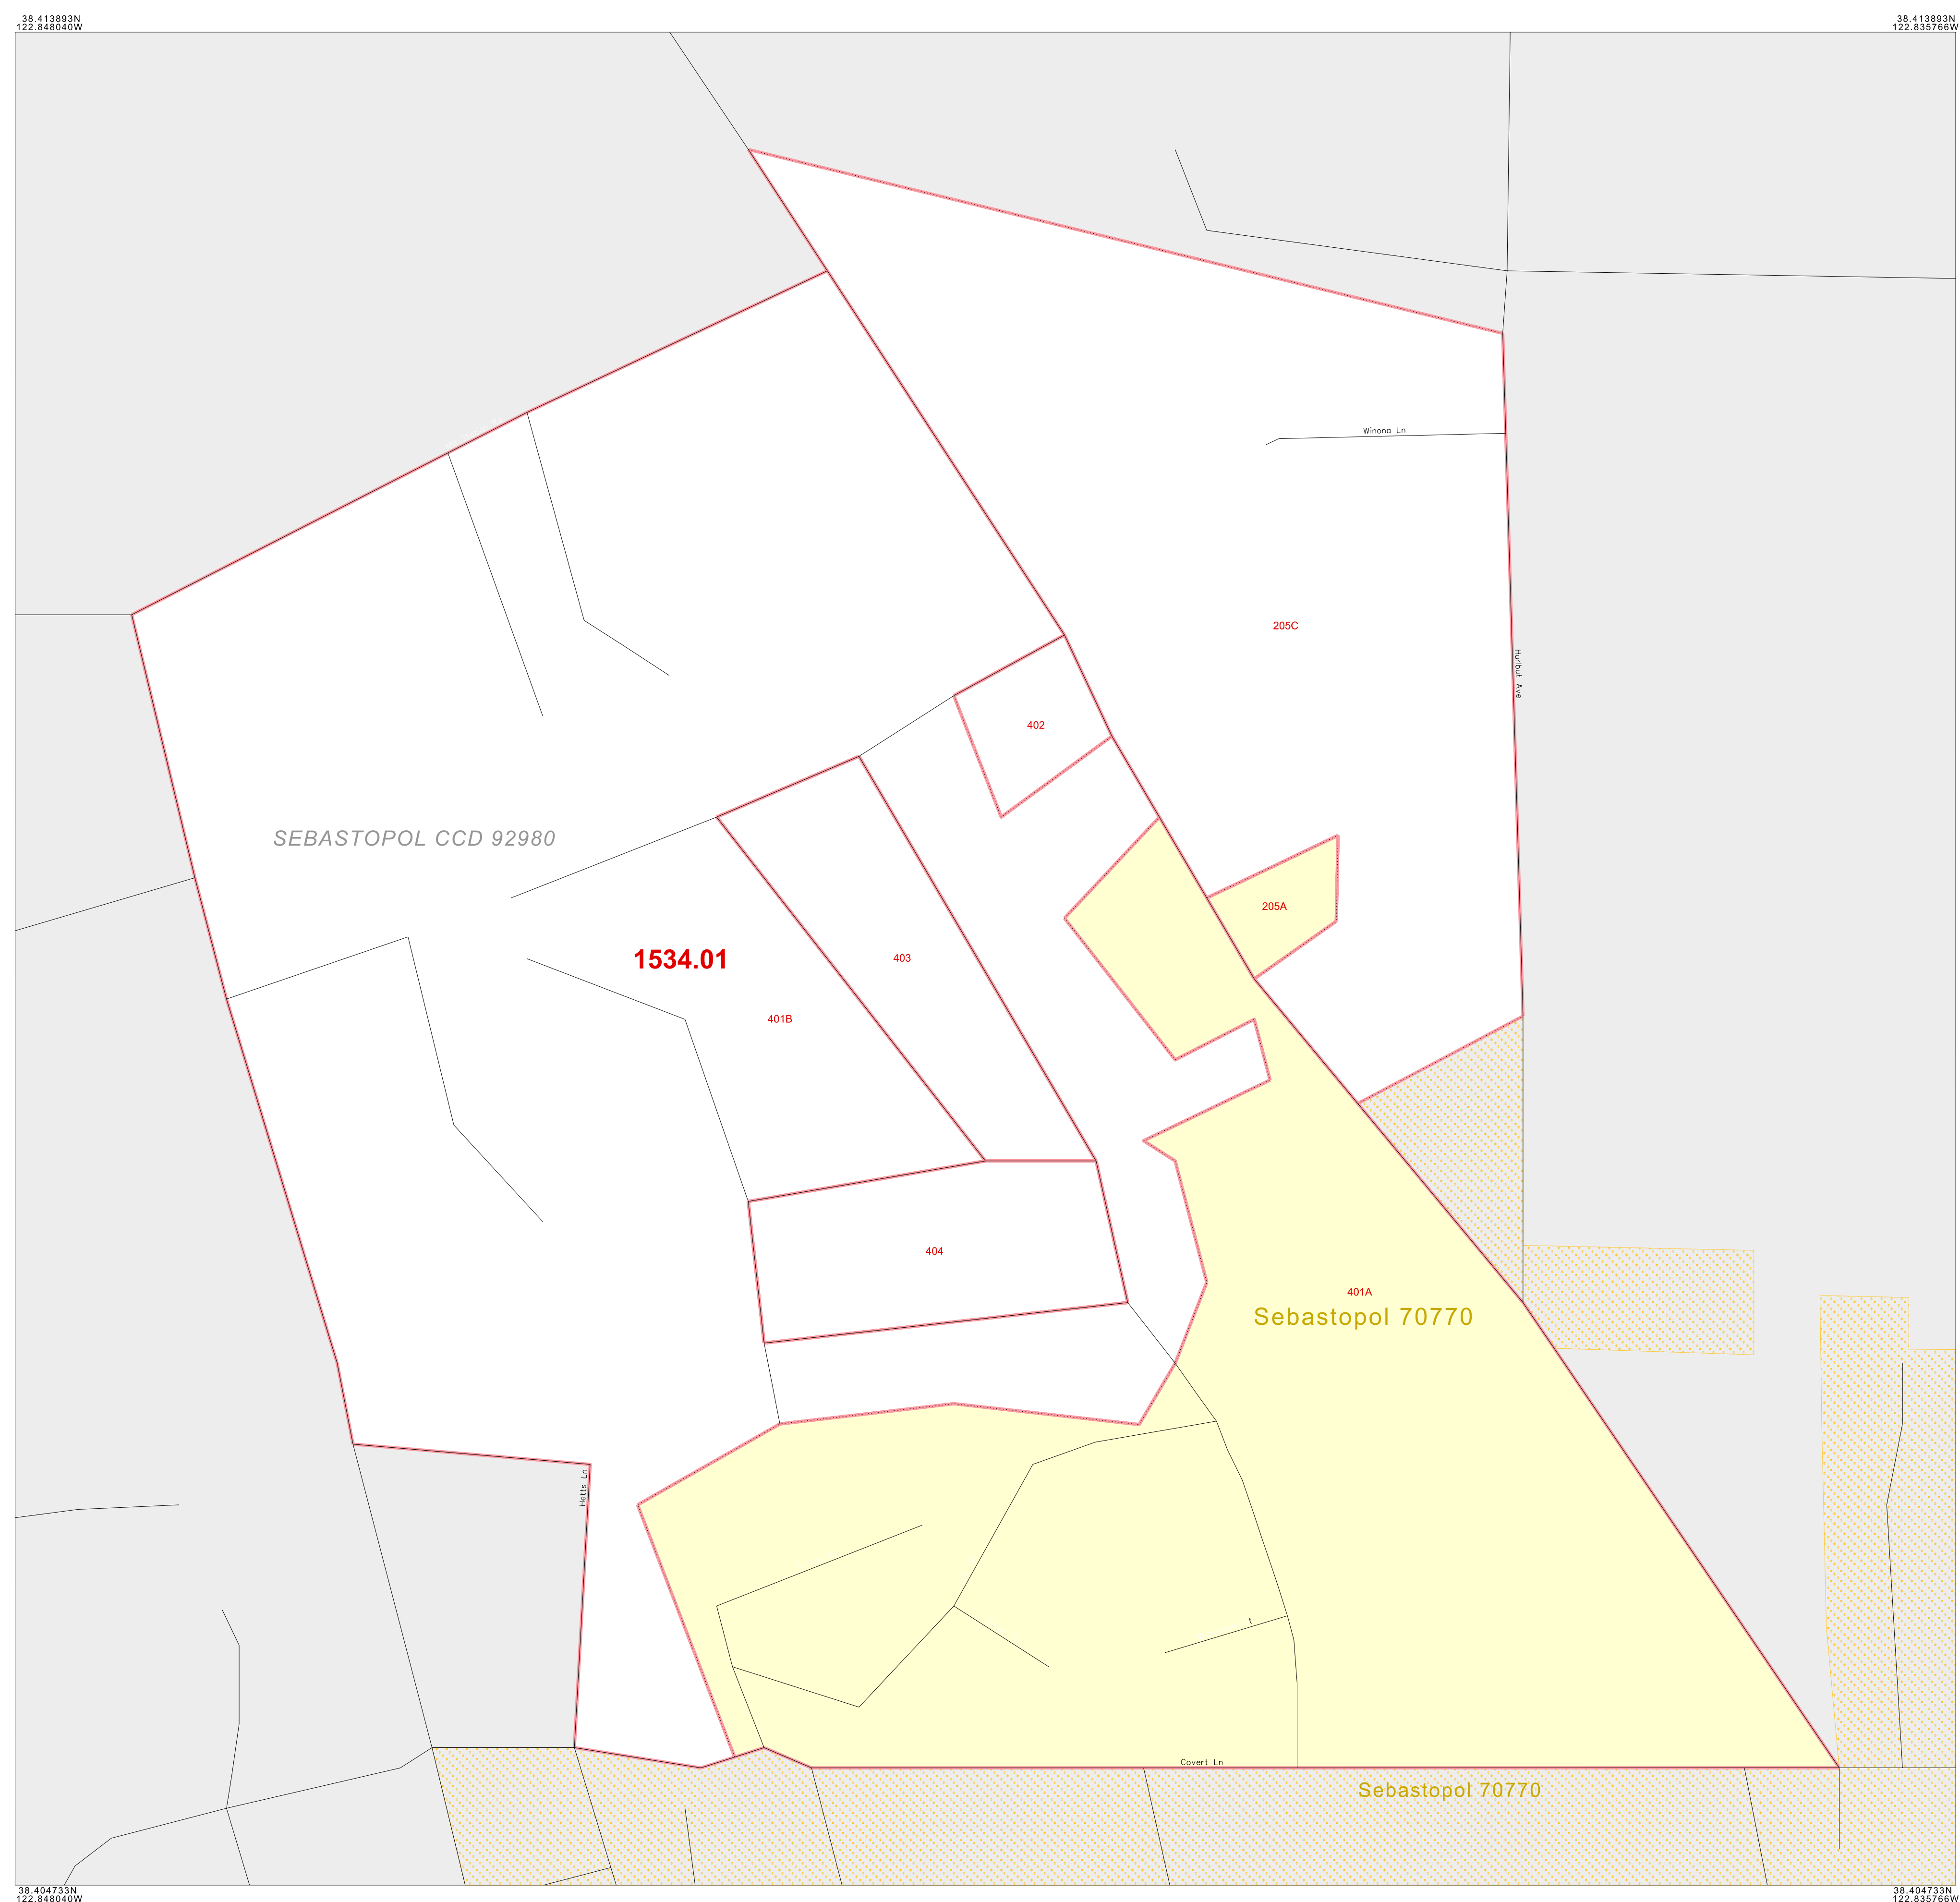 38.413893N
122.848040W
38.413893N
122.835766W
Winona Ln
205C
Hurlbut Ave
402
SEBASTOPOL CCD 92980
205A
1534.01
403
401B
404
401A
Sebastopol 70770
Hetts Ln
t
Covert Ln
Sebastopol 70770
38.404733N
122.848040W
38.404733N
122.835766W